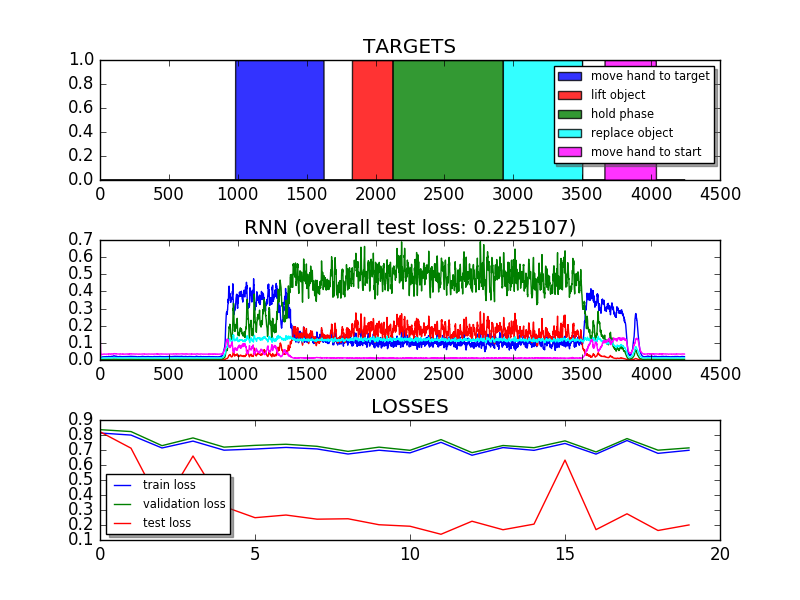 TARGETS
1.0
0.8
0.6
0.4
0.2
0.0
move hand to target
lift object
hold phase
replace object
move hand to start
0 500 1000 1500 2000 2500 3000 3500 4000 4500
RNN (overall test loss: 0.225107)
0.7
0.6
0.5
0.4
0.3
0.2
0.1
0.0
0 500 1000 1500 2000 2500 3000 3500 4000 4500
LOSSES
0.9
0.8
0.7
0.6
0.5
0.4
0.3
0.2
0.1
train loss
validation loss
test loss
0 5 10 15 20